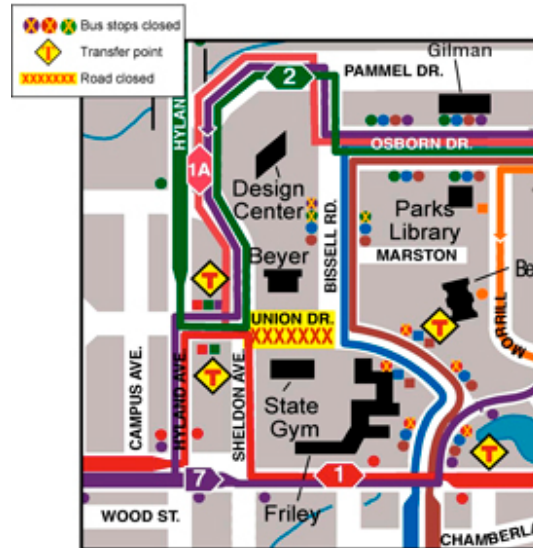 Bus stops closed
T
Transfer point
XXXXXXX
Road closed
Gilman
PAMMEL DR.
2
OSBORN DR.
1A
Design
Center
BISSELL RD.
Parks
Library
MARSTON
Beyer
T
T
UNION DR.
XXXXXXX
MORRILL
CAMPUS AVE.
HYLAND AVE.
T
SHELDON AVE.
State
Gym
T
7
1
WOOD ST.
Friley